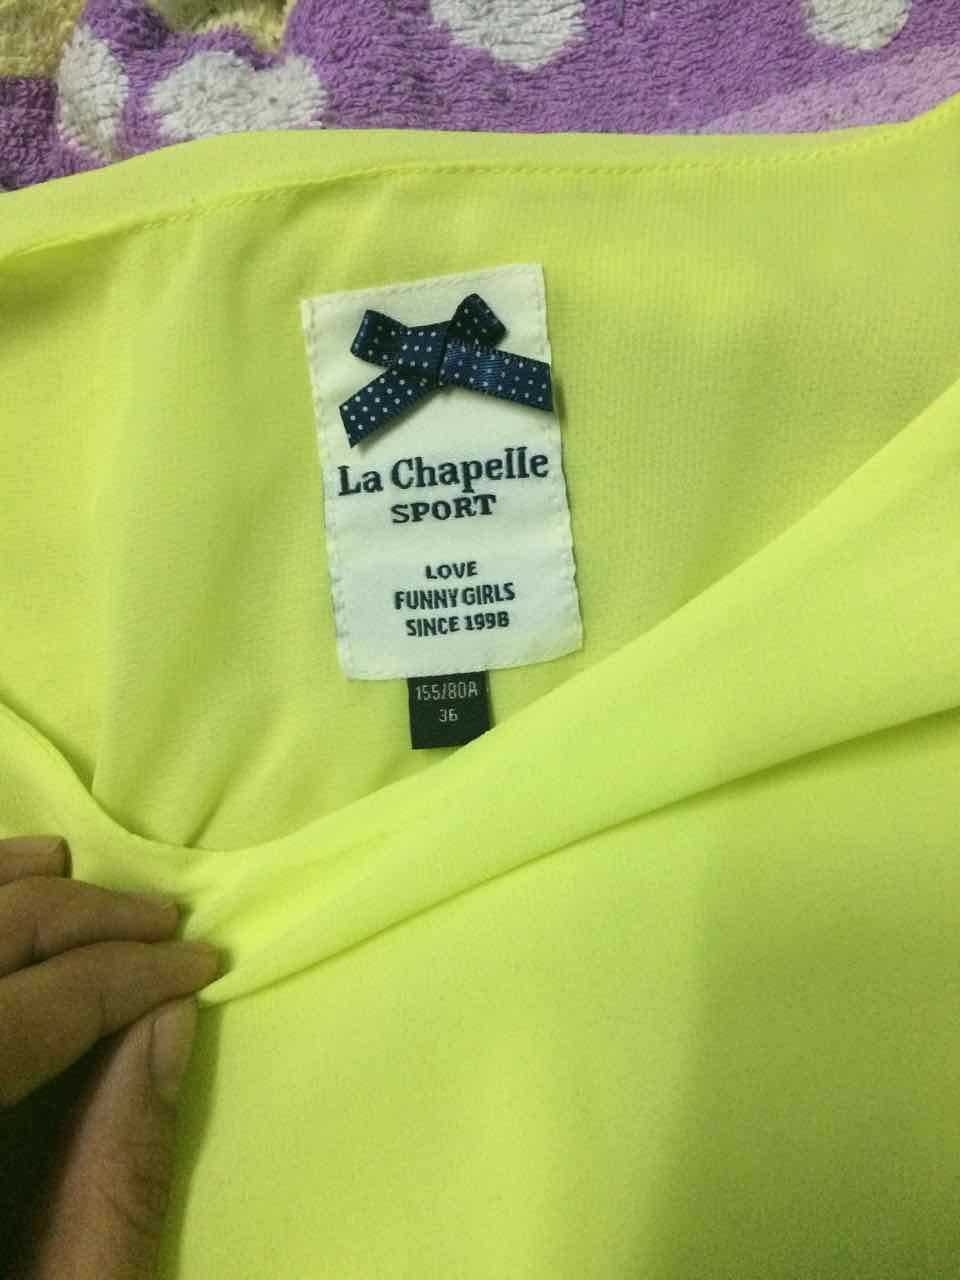 La Chapelle
SPORT
LOVE
FUNNY GIRLS
SINCE 1998
155/80A
36